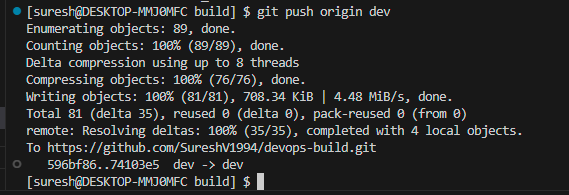 [suresh@DESKTOP-MMJ0MFC build] $ git push origin dev
Enumerating objects: 89, done.
Counting objects: 100% (89/89), done.
Delta compression using up to 8 threads
Compressing objects: 100% (76/76), done.
Writing objects: 100% (81/81), 708.34 KiB | 4.48 MiB/s, done.
Total 81 (delta 35), reused 0 (delta 0), pack-reused 0 (from 0)
remote: Resolving deltas: 100% (35/35), completed with 4 local objects.
To https://github.com/SureshV1994/devops-build.git
596bf86..74103e5  dev -> dev
[suresh@DESKTOP-MMJ0MFC build] $